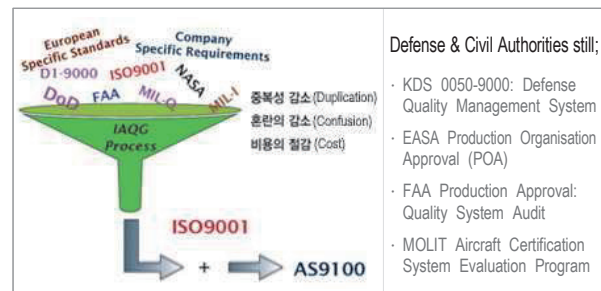 European
Specific Standards
Company
Specific Requirements
D1-9000
ISO9001
NASA
DoD
FAA
MIL-Q
MIL-I
IAQG
Process
중복성 감소(Duplication)
혼란의 감소(Confusion)
비용의 절감(Cost)
ISO9001
+
AS9100
Defense & Civil Authorities still;
· KDS 0050-9000: Defense
Quality Management System
· EASA Production Organisation
Approval (POA)
· FAA Production Approval:
Quality System Audit
· MOLIT Aircraft Certification
System Evaluation Program